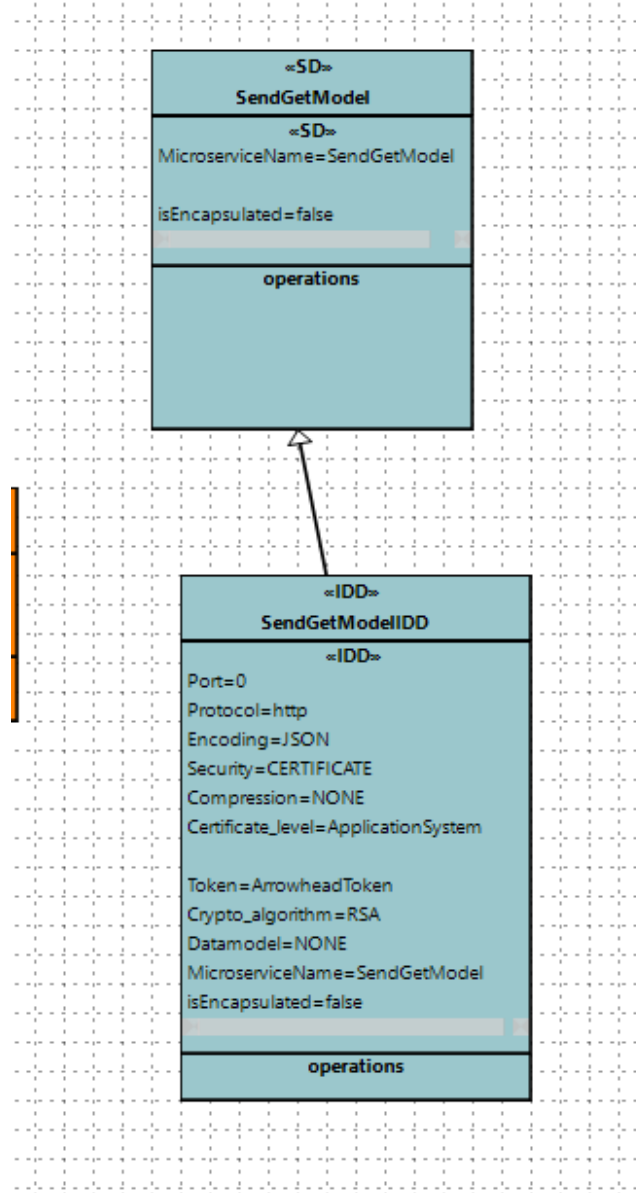 «SD»
SendGetModel
«SD»
MicroserviceName=SendGetModel
isEncapsulated=false
operations
«IDD»
SendGetModelIDD
«IDD»
Port=0
Protocol=http
Encoding=JSON
Security=CERTIFICATE
Compression=NONE
Certificate_level=ApplicationSystem
Token=ArrowheadToken
Crypto_algorithm=RSA
Datamodel=NONE
MicroserviceName=SendGetModel
isEncapsulated=false
operations